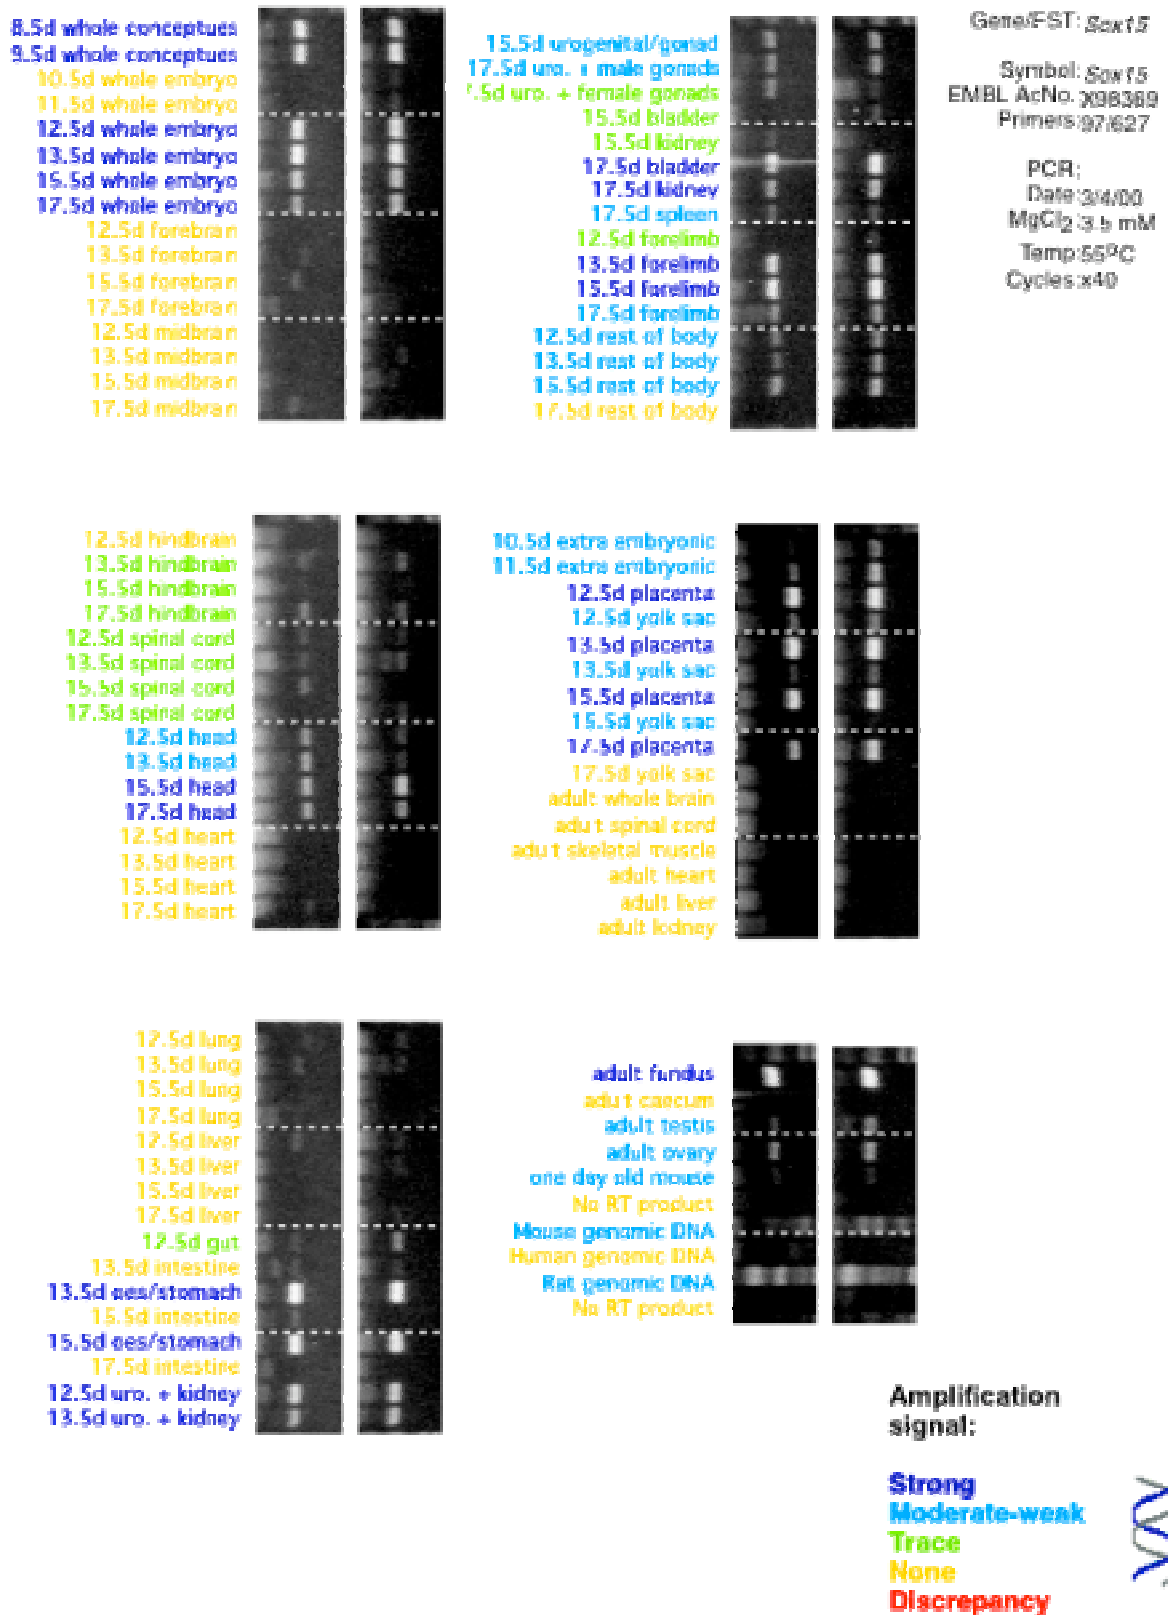 8.5d whole conceptues
9.5d whole conceptues
10.5d whole embryo
11.5d whole embryo
12.5d whole embryo
13.5d whole embryo
15.5d whole embryo
17.5d whole embryo
12.5d forebrain
13.5d forebrain
15.5d forebrain
17.5d forebrain
12.5d midbrain
13.5d midbrain
15.5d midbrain
17.5d midbrain
15.5d urogenital/gonad
17.5d uro. + male gonads
7.5d uro. + female gonads
15.5d bladder
15.5d kidney
17.5d bladder
17.5d kidney
17.5d spleen
12.5d forelimb
13.5d forelimb
15.5d forelimb
17.5d forelimb
12.5d rest of body
13.5d rest of body
15.5d rest of body
17.5d rest of body
Gene/EST: Sox15
Symbol: Sox15
EMBL AcNo. X98369
Primers: 97/627
PCR:
Date: 3/4/00
MgCl2: 3.5 mM
Temp: 55ºC
Cycles: x40
12.5d hindbrain
13.5d hindbrain
15.5d hindbrain
17.5d hindbrain
12.5d spinal cord
13.5d spinal cord
15.5d spinal cord
17.5d spinal cord
12.5d head
13.5d head
15.5d head
17.5d head
12.5d heart
13.5d heart
15.5d heart
17.5d heart
10.5d extra embryonic
11.5d extra embryonic
12.5d placenta
12.5d yolk sac
13.5d placenta
13.5d yolk sac
15.5d placenta
15.5d yolk sac
17.5d placenta
17.5d yolk sac
adult whole brain
adult spinal cord
adult skeletal muscle
adult heart
adult liver
adult kidney
12.5d lung
13.5d lung
15.5d lung
17.5d lung
12.5d liver
13.5d liver
15.5d liver
17.5d liver
12.5d gut
13.5d intestine
13.5d oes/stomach
15.5d intestine
15.5d oes/stomach
17.5d intestine
12.5d uro. + kidney
13.5d uro. + kidney
adult fundus
adult caecum
adult testis
adult ovary
one day old mouse
No RT product
Mouse genomic DNA
Human genomic DNA
Rat genomic DNA
No RT product
Amplification
signal:
Strong
Moderate-weak
Trace
None
Discrepancy